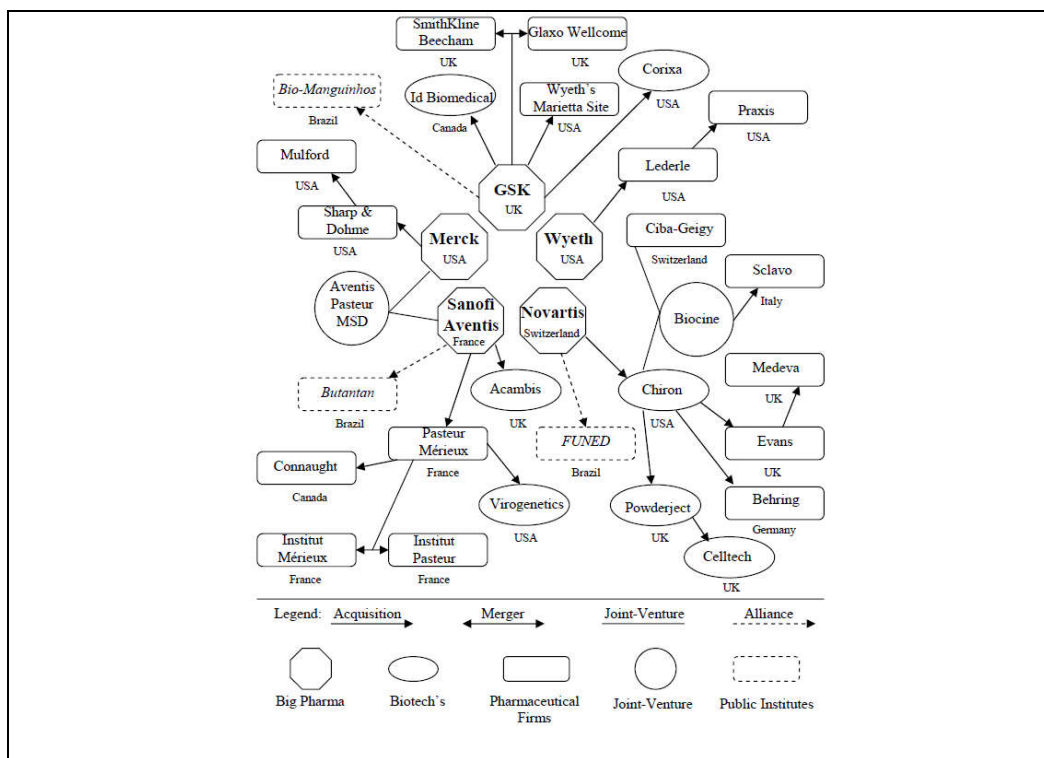 SmithKline
Beecham
UK
Glaxo Wellcome
UK
Bio-Manguinhos
Brazil
Id Biomedical
Canada
Wyeth`s
Marietta Site
USA
Corixa
USA
Praxis
USA
Mulford
USA
GSK
UK
Lederle
USA
Sharp &
Dohme
USA
Merck
USA
Wyeth
USA
Ciba-Geigy
Switzerland
Sclavo
Italy
Aventis
Pasteur
MSD
Sanofi
Aventis
France
Novartis
Switzerland
Biocine
Butantan
Brazil
Acambis
UK
Chiron
USA
Medeva
UK
Pasteur
Mérieux
France
FUNED
Brazil
Evans
UK
Connaught
Canada
Virogenetics
USA
Powderject
UK
Behring
Germany
Institut
Mérieux
France
Institut
Pasteur
France
Celltech
UK
Legend: Acquisition Merger Joint-Venture Alliance
Big Pharma Biotech`s Pharmaceutical Joint-Venture Public Institutes
Firms